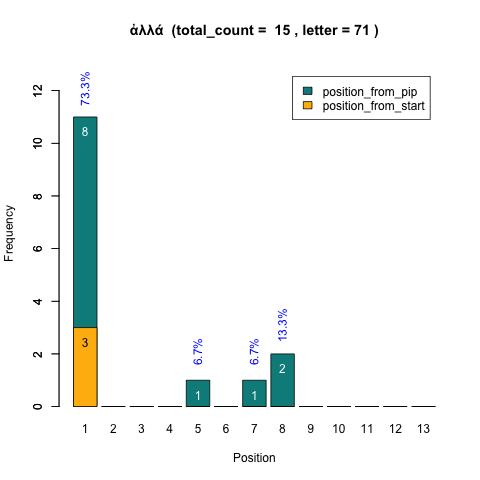 ἀλλά (total_count = 15 , letter = 71 )
position_from_pip
position_from_start
Frequency
12
10
8
6
4
2
0
73.3%
8
3
6.7%
1
6.7%
1
13.3%
2
1 2 3 4 5 6 7 8 9 10 11 12 13
Position